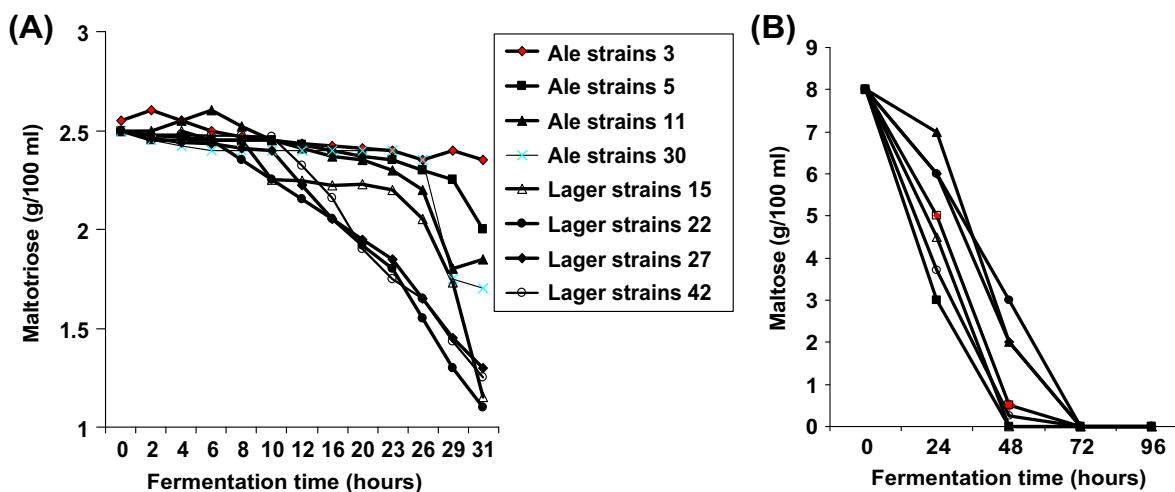 (A)
Maltotriose (g/100 ml)
3
2.5
2
1.5
1
0 2 4 6 8 10 12 16 20 23 26 29 31
Fermentation time (hours)
Ale strains 3
Ale strains 5
Ale strains 11
Ale strains 30
Lager strains 15
Lager strains 22
Lager strains 27
Lager strains 42
(B)
Maltose (g/100 ml)
9
8
7
6
5
4
3
2
1
0
0 24 48 72 96
Fermentation time (hours)